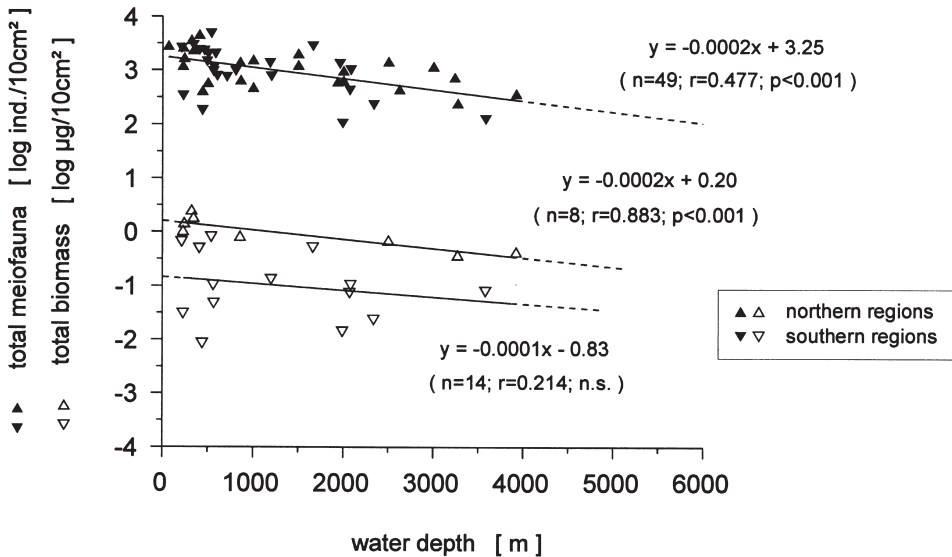 ▼ ▲ total meiofauna [ log ind./10cm² ]
▽ △ total biomass [ log µg/10cm² ]
4
3
2
1
0
-1
-2
-3
-4
y = -0.0002x + 3.25
( n=49; r=0.477; p<0.001 )
y = -0.0002x + 0.20
( n=8; r=0.883; p<0.001 )
▲ △ northern regions
▼ ▽ southern regions
y = -0.0001x - 0.83
( n=14; r=0.214; n.s. )
0 1000 2000 3000 4000 5000 6000
water depth [ m ]